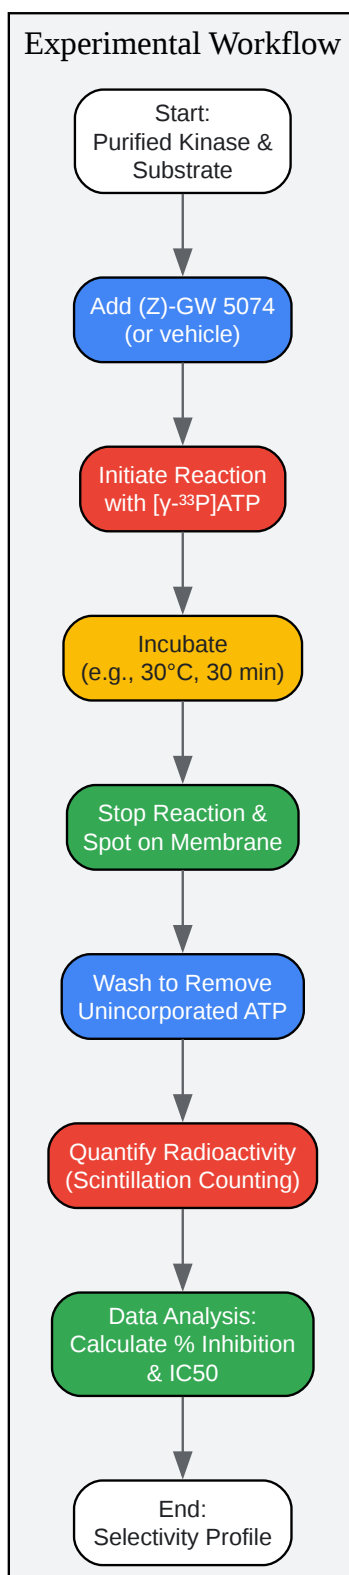 Experimental Workflow
Start:
Purified Kinase &
Substrate
Add (Z)-GW 5074
(or vehicle)
Initiate Reaction
with [γ-³³P]ATP
Incubate
(e.g., 30°C, 30 min)
Stop Reaction &
Spot on Membrane
Wash to Remove
Unincorporated ATP
Quantify Radioactivity
(Scintillation Counting)
Data Analysis:
Calculate % Inhibition
& IC50
End:
Selectivity Profile